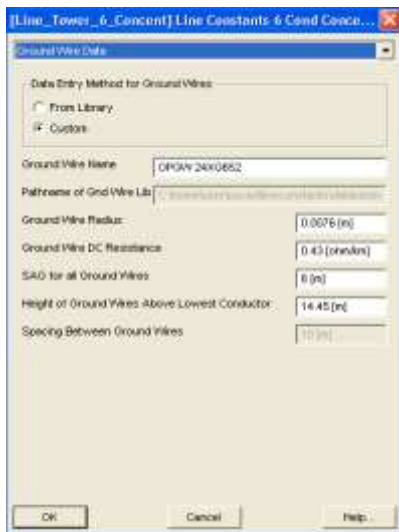 [Line_Tower_6_Concent] Line Constants 6 Cond Conce...
Ground Wire Data
Data Entry Method for Ground Wires
From Library
Custom
Ground Wire Name
OPGW 24XG652
Pathname of Gnd Wire Lib
Ground Wire Radius
0.0076 [m]
Ground Wire DC Resistance
0.43 [ohm/km]
SAG for all Ground Wires
6 [m]
Height of Ground Wires Above Lowest Conductor
14.45 [m]
Spacing Between Ground Wires
10 [m]
OK
Cancel
Help...